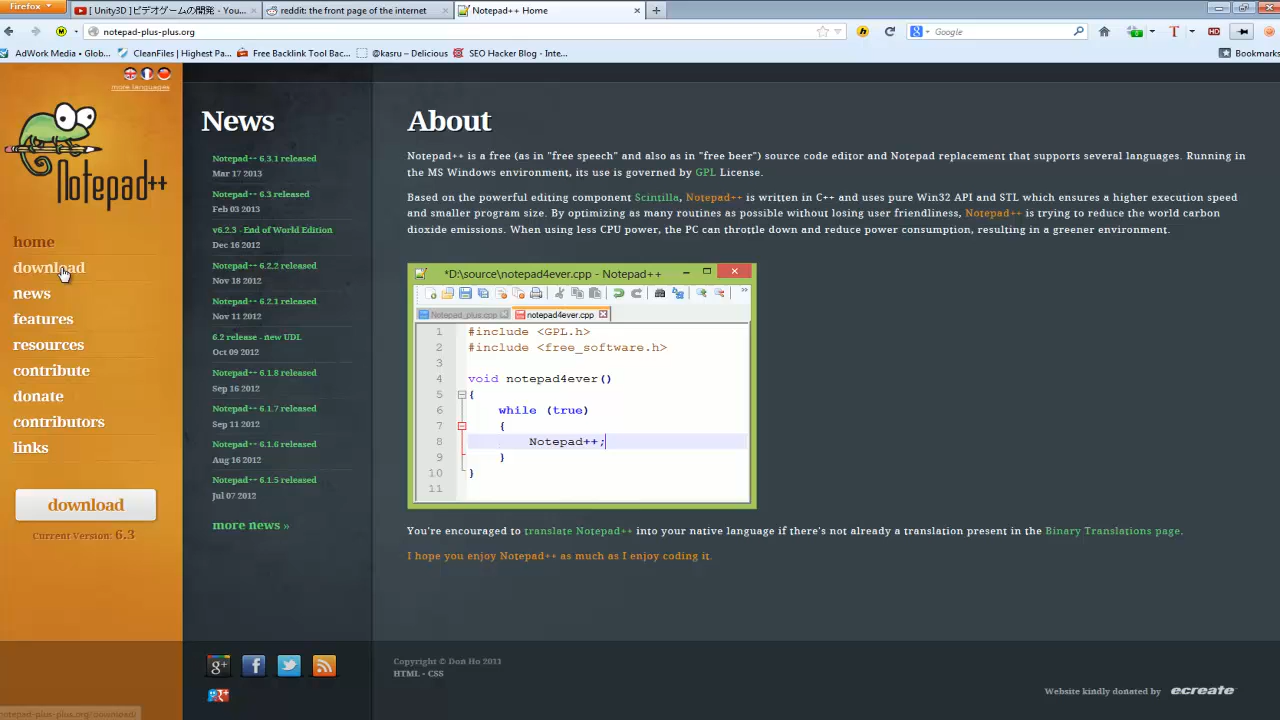 Firefox
[ Unity3D ]ビデオゲームの開発 - You...
reddit: the front page of the internet
Notepad++ Home
notepad-plus-plus.org
Google
AdWork Media • Glob...
CleanFiles | Highest Pa...
Free Backlink Tool Bac...
@kasru – Delicious
SEO Hacker Blog - Inte...
Bookmarks
more languages
Notepad++
home
download
news
features
resources
contribute
donate
contributors
links
download
Current Version: 6.3
News
Notepad++ 6.3.1 released
Mar 17 2013
Notepad++ 6.3 released
Feb 03 2013
v6.2.3 - End of World Edition
Dec 16 2012
Notepad++ 6.2.2 released
Nov 18 2012
Notepad++ 6.2.1 released
Nov 11 2012
6.2 release - new UDL
Oct 09 2012
Notepad++ 6.1.8 released
Sep 16 2012
Notepad++ 6.1.7 released
Sep 11 2012
Notepad++ 6.1.6 released
Aug 16 2012
Notepad++ 6.1.5 released
Jul 07 2012
more news »
About
Notepad++ is a free (as in "free speech" and also as in "free beer") source code editor and Notepad replacement that supports several languages. Running in
the MS Windows environment, its use is governed by GPL License.
Based on the powerful editing component Scintilla, Notepad++ is written in C++ and uses pure Win32 API and STL which ensures a higher execution speed
and smaller program size. By optimizing as many routines as possible without losing user friendliness, Notepad++ is trying to reduce the world carbon
dioxide emissions. When using less CPU power, the PC can throttle down and reduce power consumption, resulting in a greener environment.
*D:\source\notepad4ever.cpp - Notepad++
Notepad_plus.cpp
notepad4ever.cpp
1 #include <GPL.h>
2 #include <free_software.h>
3
4 void notepad4ever()
5 {
6 while (true)
7 {
8 Notepad++;
9 }
10 }
11
You're encouraged to translate Notepad++ into your native language if there's not already a translation present in the Binary Translations page.
I hope you enjoy Notepad++ as much as I enjoy coding it.
Copyright © Don Ho 2011
HTML - CSS
Website kindly donated by ecreate
notepad-plus-plus.org/download/